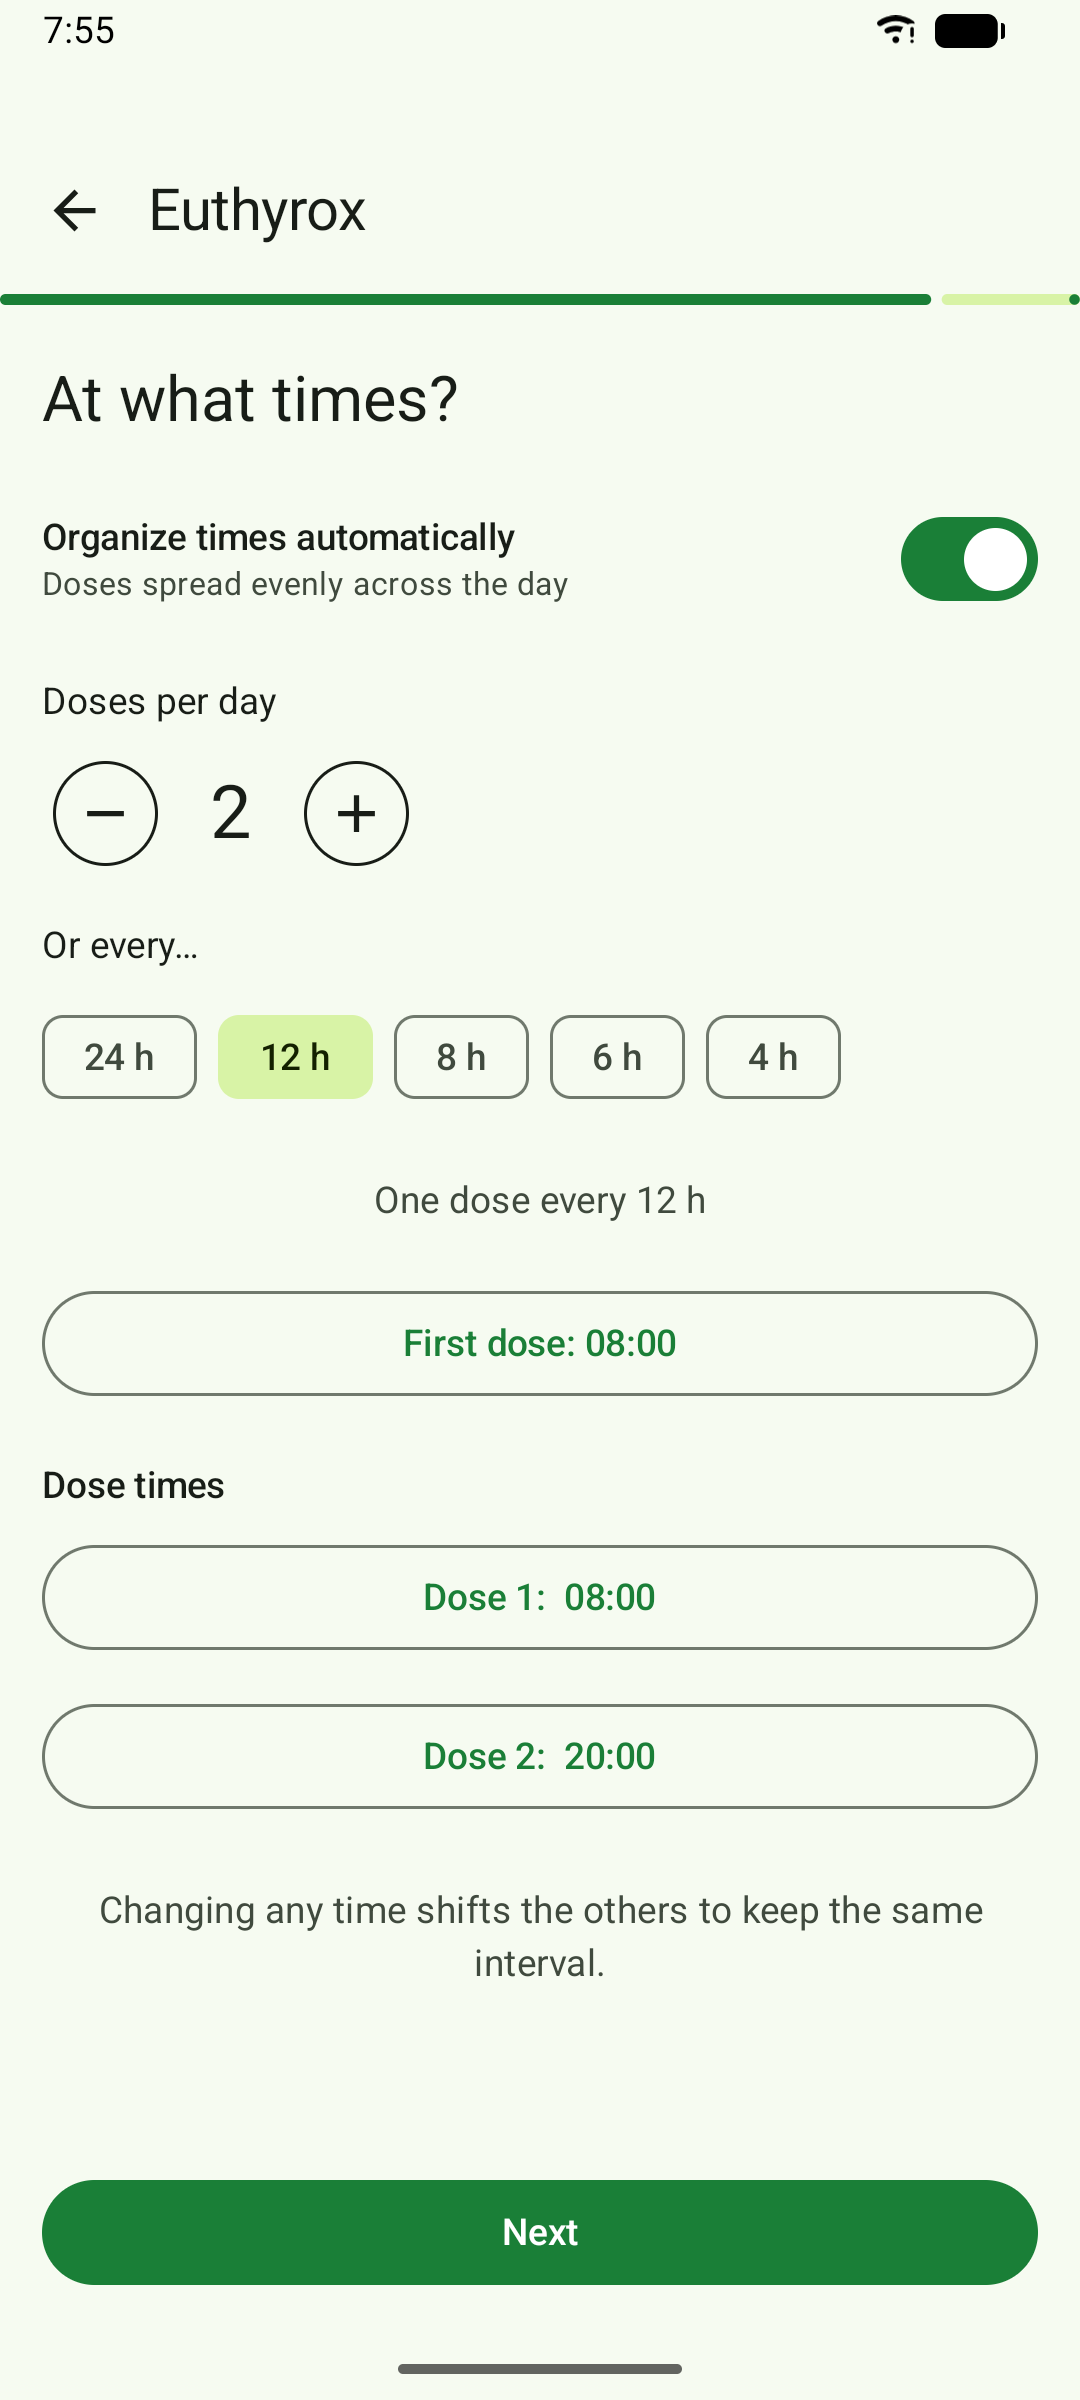 7:55
Euthyrox
At what times?
Organize times automatically
Doses spread evenly across the day
Doses per day
2
Or every…
24 h
12 h
8 h
6 h
4 h
One dose every 12 h
First dose: 08:00
Dose times
Dose 1: 08:00
Dose 2: 20:00
Changing any time shifts the others to keep the same
interval.
Next